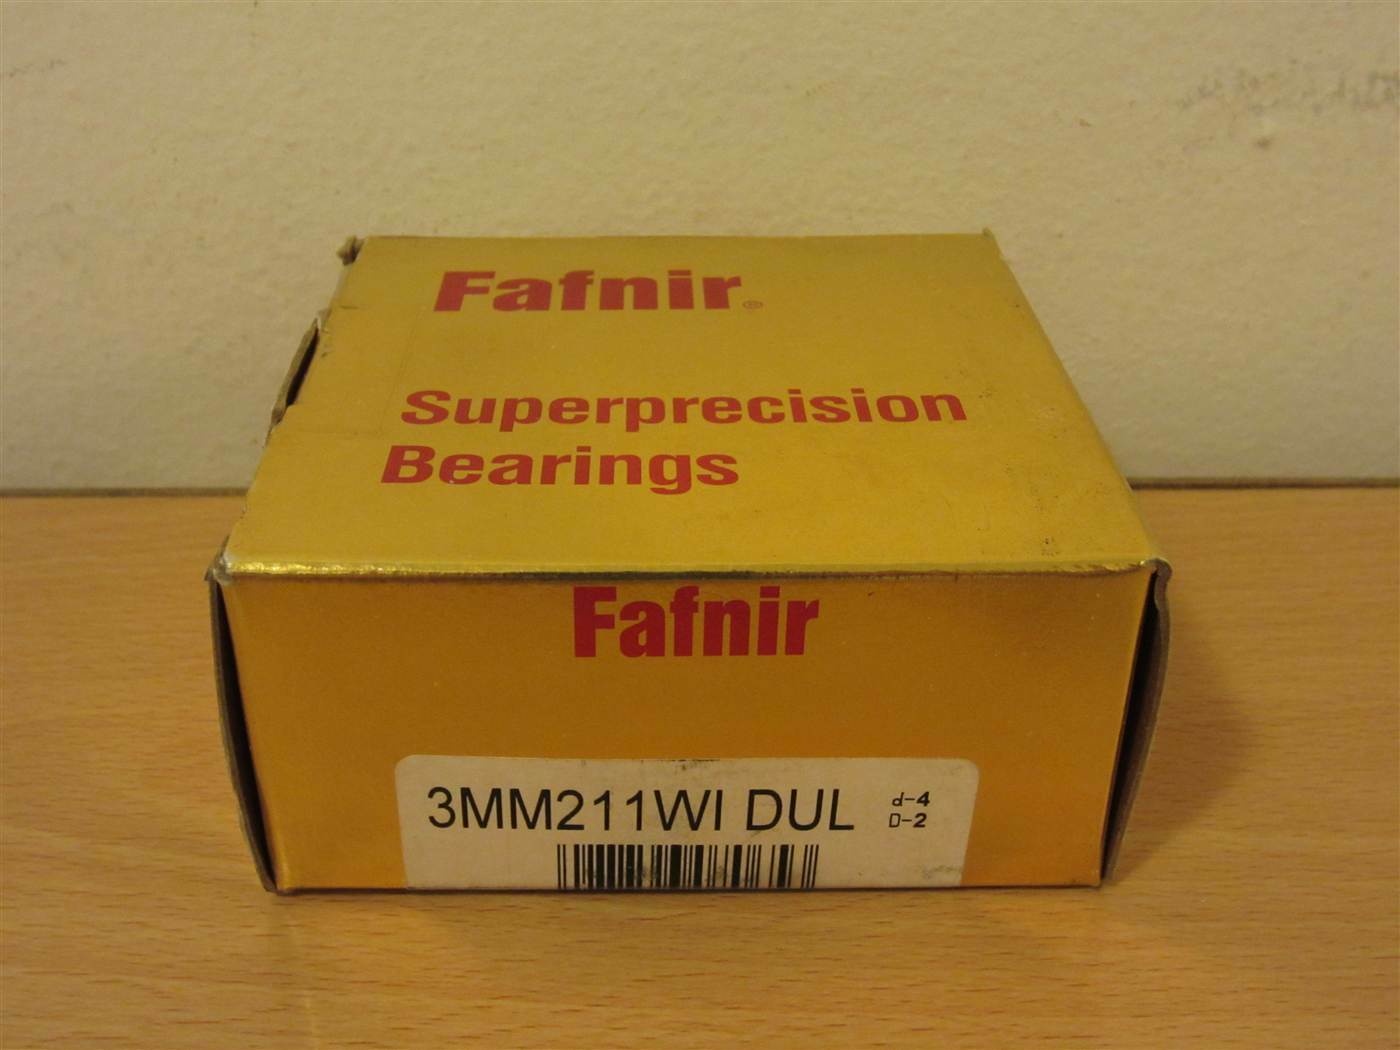 Fafnir®
Superprecision
Bearings
Fafnir
3MM211WI DUL
d-4
D-2